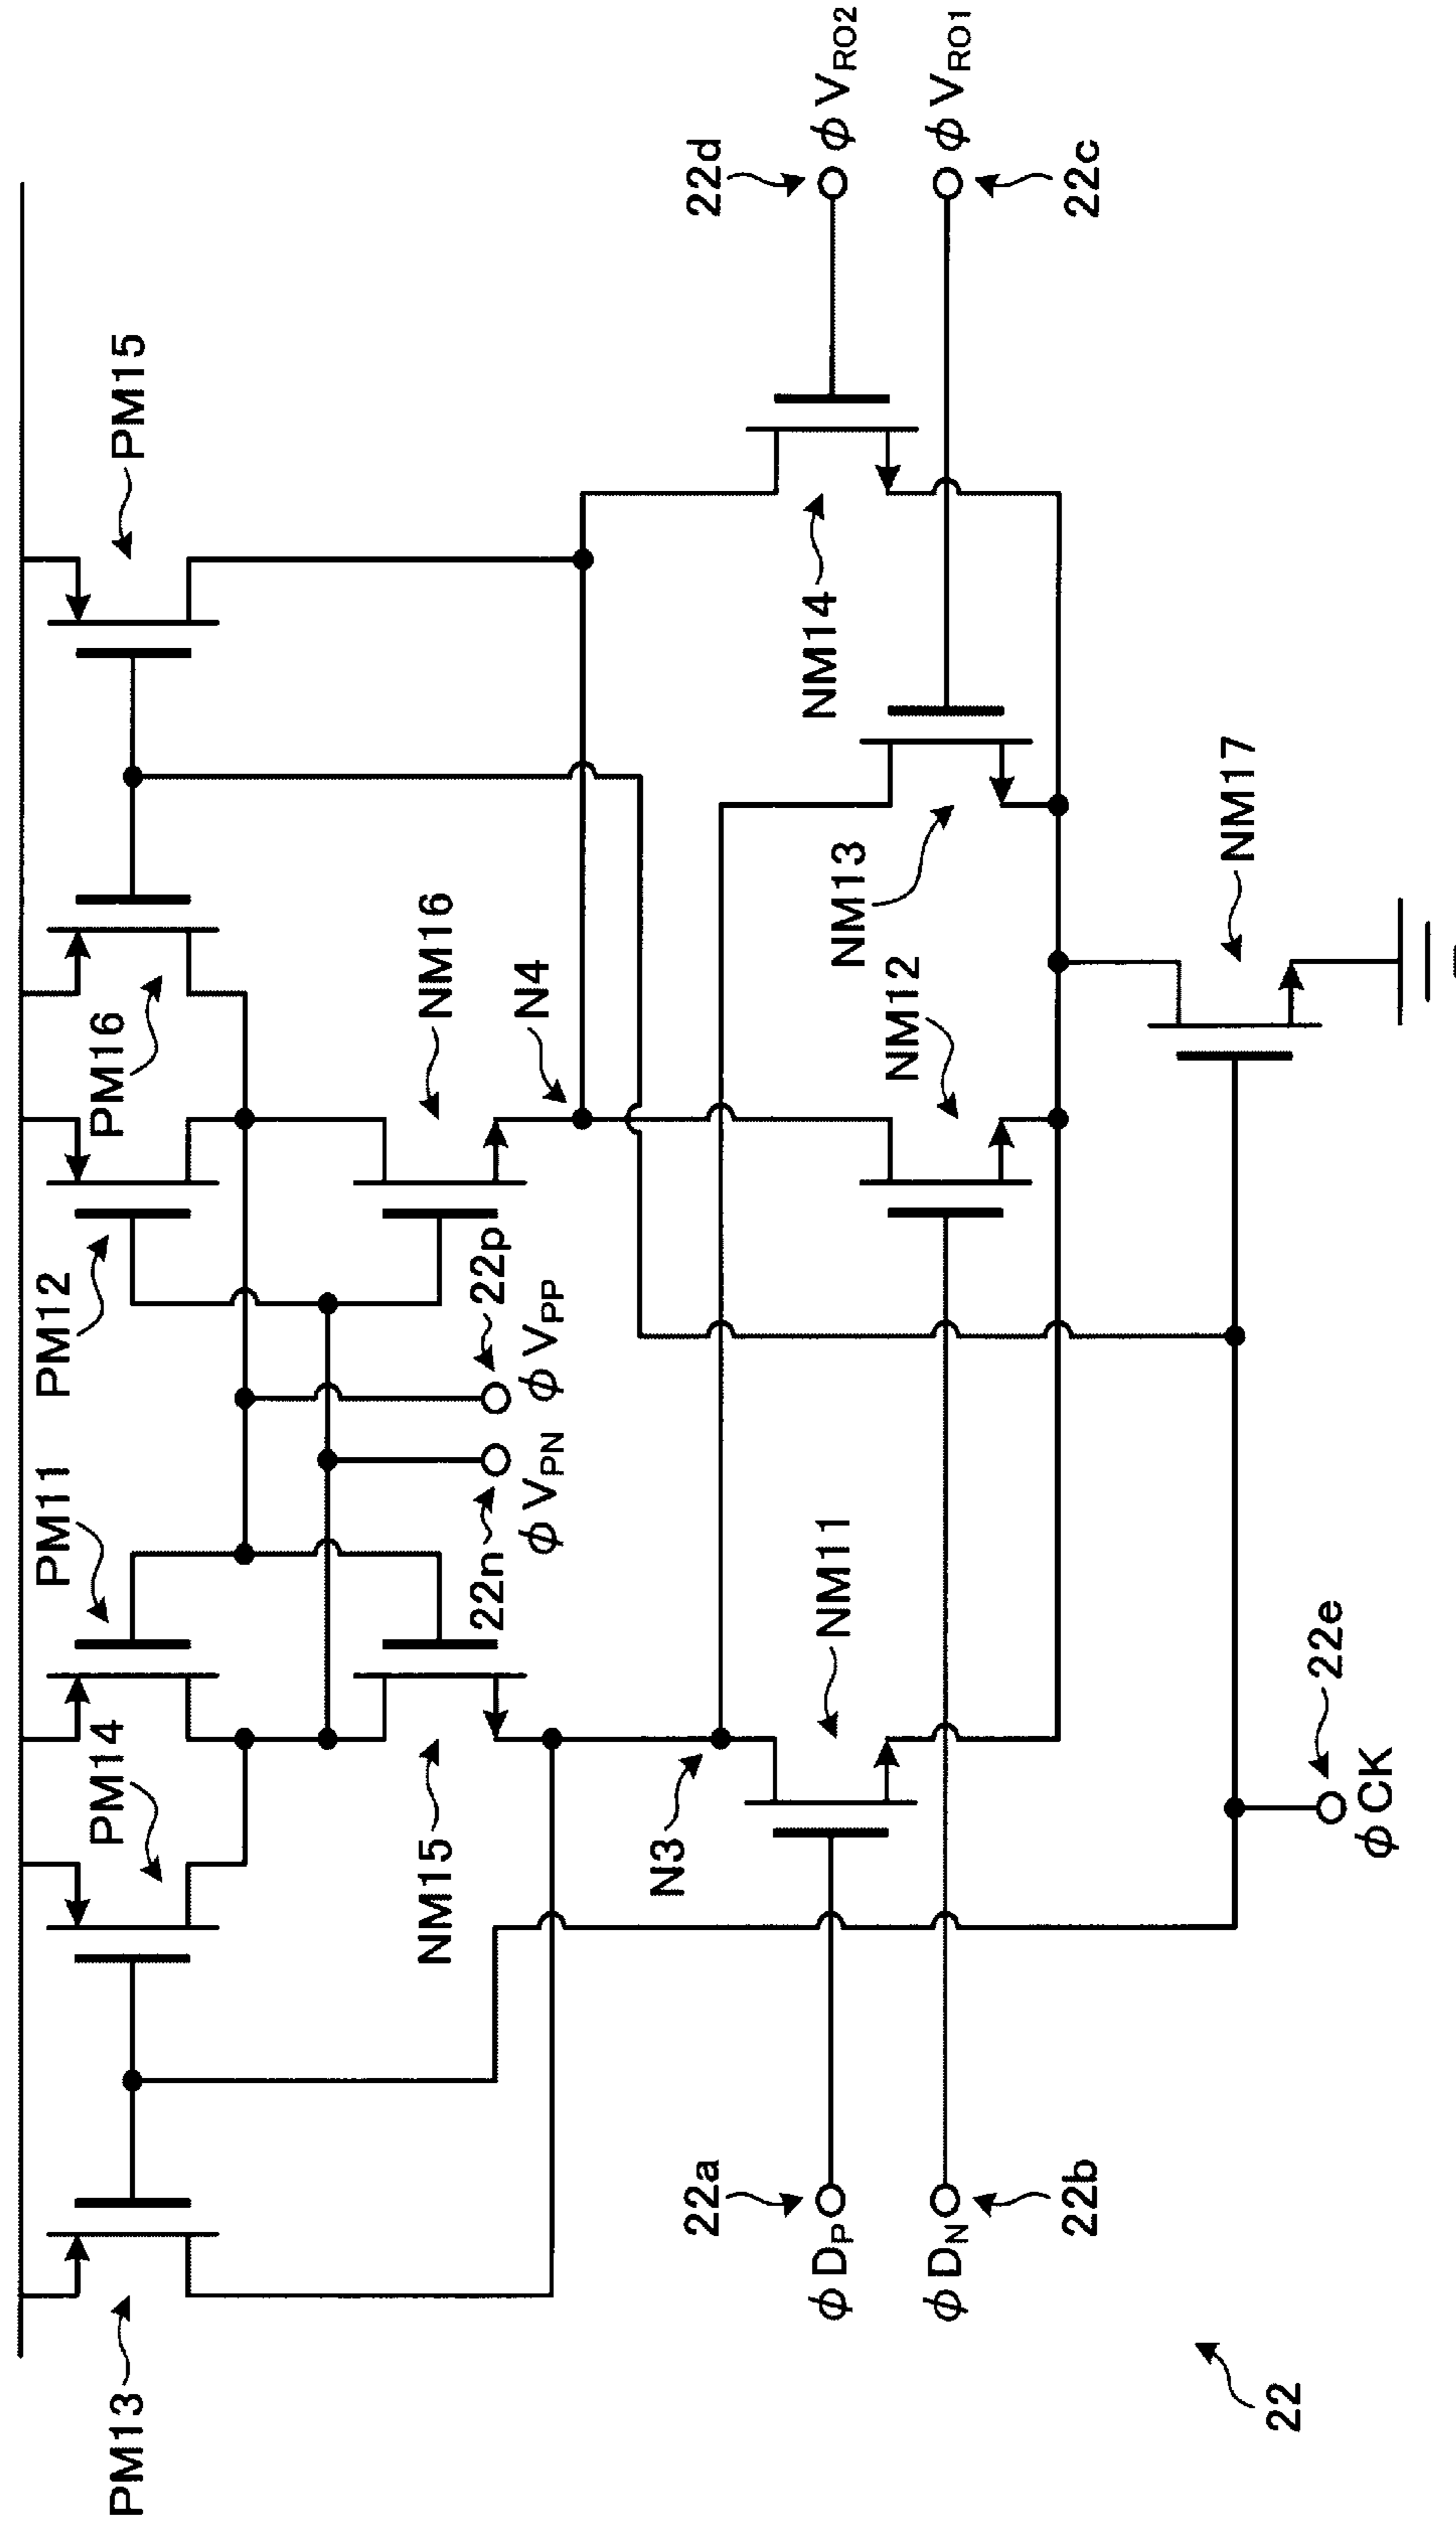 PM13
PM14
PM11
PM12
PM16
PM15
NM15
22n
φVPN
22p
φVPP
NM16
N4
N3
NM11
NM12
NM13
NM14
22d
φVRO2
φVRO1
22c
22a
φDP
φDN
22b
NM17
22e
φCK
22